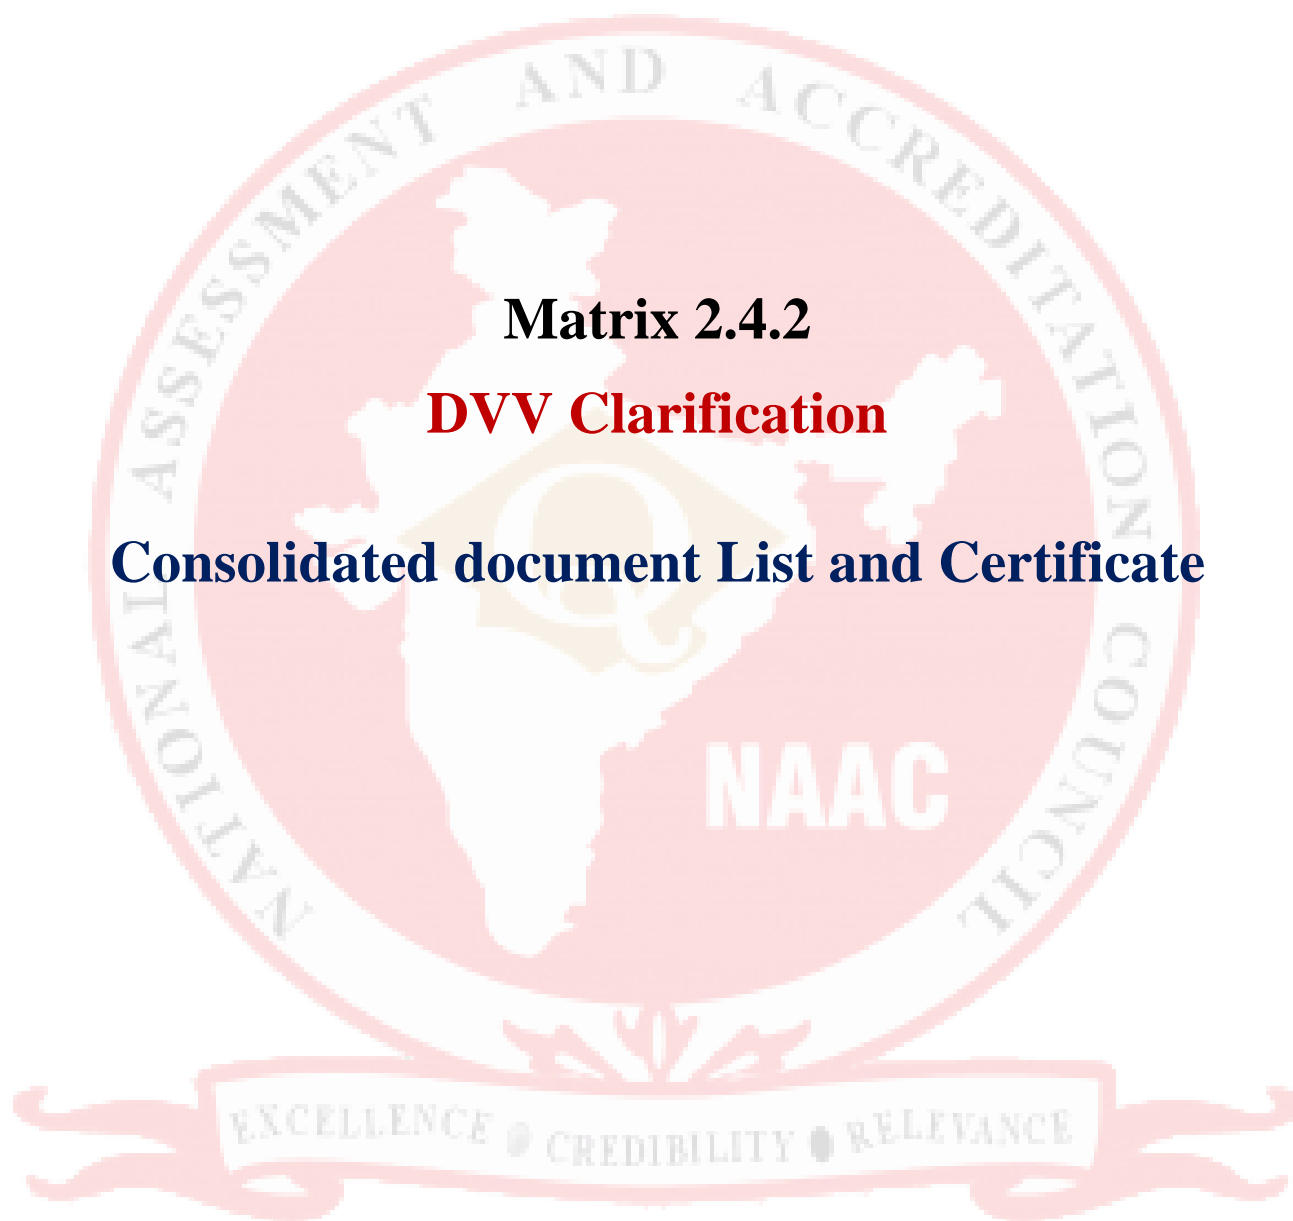 NATIONAL ASSESSMENT AND ACCREDITATION COUNCIL
Matrix 2.4.2
DVV Clarification
Q
Consolidated document List and Certificate
NAAC
EXCELLENCE CREDIBILITY RELEVANCE